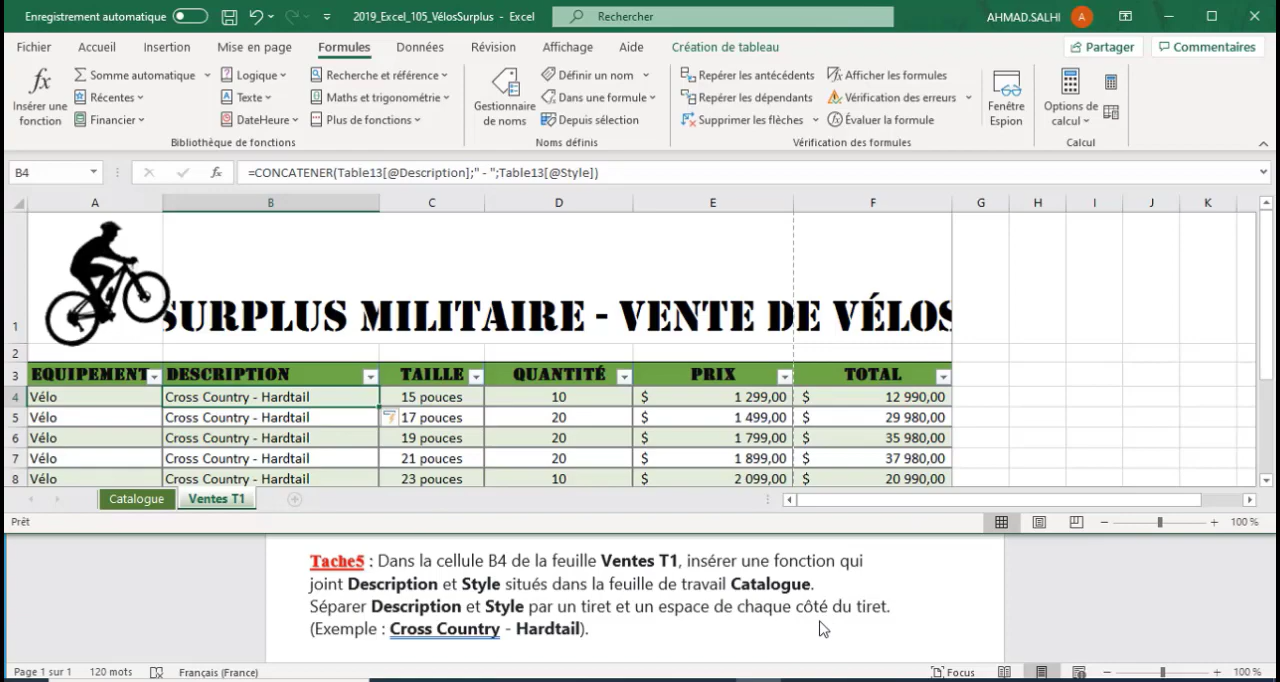 Enregistrement automatique 2019_Excel_105_VélosSurplus - Excel Rechercher AHMAD.SALHI A
Fichier Accueil Insertion Mise en page Formules Données Révision Affichage Aide Création de tableau Partager Commentaires
fx Insérer une fonction
Somme automatique
Récentes
Financier
Logique
Texte
DateHeure
Recherche et référence
Maths et trigonométrie
Plus de fonctions
Bibliothèque de fonctions
Gestionnaire de noms
Définir un nom
Dans une formule
Depuis sélection
Noms définis
Repérer les antécédents
Repérer les dépendants
Supprimer les flèches
Afficher les formules
Vérification des erreurs
Évaluer la formule
Fenêtre Espion
Vérification des formules
Options de calcul
Calcul
B4 fx =CONCATENER(Table13[@Description];" - ";Table13[@Style])
A B C D E F G H I J K
1 SURPLUS MILITAIRE - VENTE DE VÉLOS
2
3 EQUIPEMENT DESCRIPTION TAILLE QUANTITÉ PRIX TOTAL
4 Vélo Cross Country - Hardtail 15 pouces 10 $ 1 299,00 $ 12 990,00
5 Vélo Cross Country - Hardtail 17 pouces 20 $ 1 499,00 $ 29 980,00
6 Vélo Cross Country - Hardtail 19 pouces 20 $ 1 799,00 $ 35 980,00
7 Vélo Cross Country - Hardtail 21 pouces 20 $ 1 899,00 $ 37 980,00
8 Vélo Cross Country - Hardtail 23 pouces 10 $ 2 099,00 $ 20 990,00
Catalogue Ventes T1
Prêt 100 %
Tache5 : Dans la cellule B4 de la feuille Ventes T1, insérer une fonction qui
joint Description et Style situés dans la feuille de travail Catalogue.
Séparer Description et Style par un tiret et un espace de chaque côté du tiret.
(Exemple : Cross Country - Hardtail).
Page 1 sur 1 120 mots Français (France) Focus 100 %